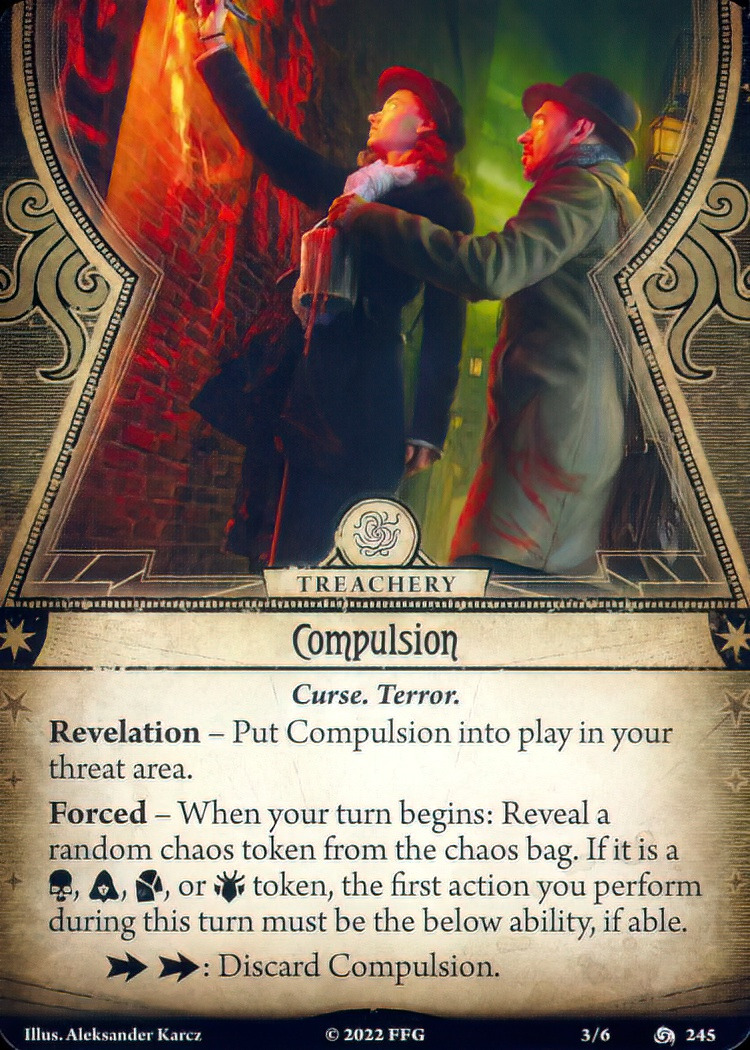 TREACHERY
Compulsion
Curse. Terror.
Revelation – Put Compulsion into play in your
threat area.
Forced – When your turn begins: Reveal a
random chaos token from the chaos bag. If it is a
, , , or token, the first action you perform
during this turn must be the below ability, if able.
: Discard Compulsion.
Illus. Aleksander Karcz © 2022 FFG 3/6 245